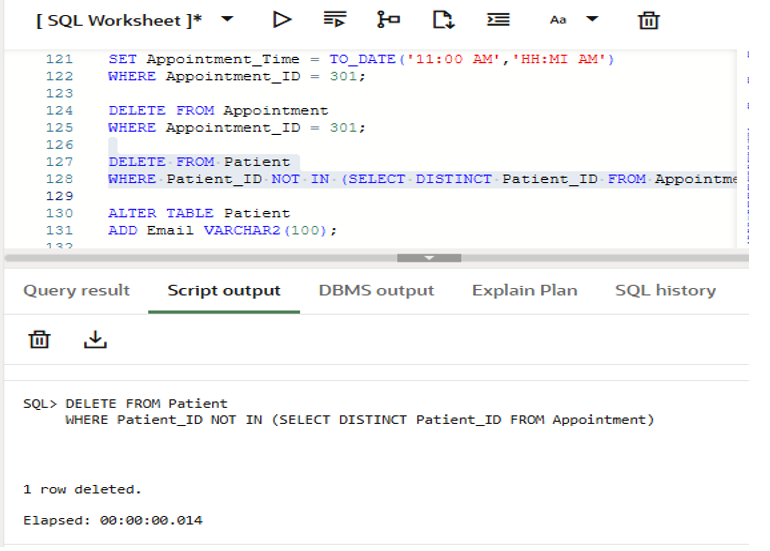 [ SQL Worksheet ]* Aa
121 SET Appointment_Time = TO_DATE('11:00 AM','HH:MI AM')
122 WHERE Appointment_ID = 301;
123
124 DELETE FROM Appointment
125 WHERE Appointment_ID = 301;
126
127 DELETE FROM Patient
128 WHERE Patient_ID NOT IN (SELECT DISTINCT Patient_ID FROM Appointme
129
130 ALTER TABLE Patient
131 ADD Email VARCHAR2(100);
132
Query result Script output DBMS output Explain Plan SQL history
SQL> DELETE FROM Patient
WHERE Patient_ID NOT IN (SELECT DISTINCT Patient_ID FROM Appointment)
1 row deleted.
Elapsed: 00:00:00.014